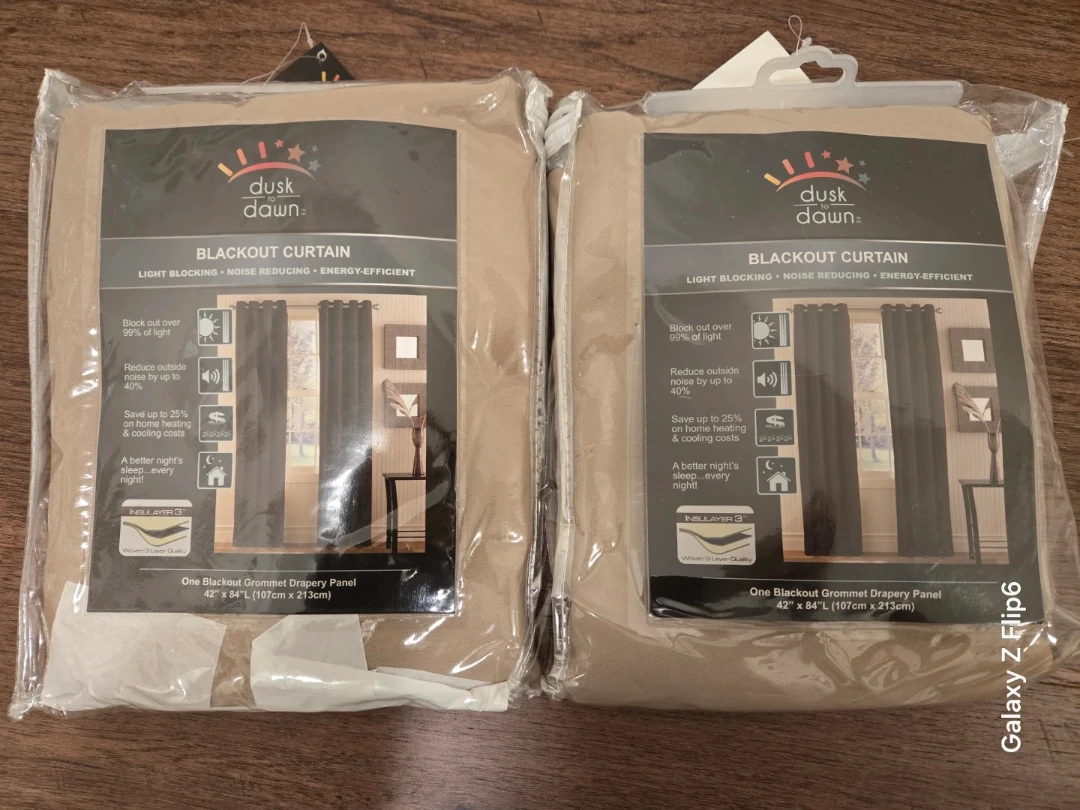 dusk
to
dawn
BLACKOUT CURTAIN
LIGHT BLOCKING • NOISE REDUCING • ENERGY-EFFICIENT
Block out over
99% of light
Reduce outside
noise by up to
40%
Save up to 25%
on home heating
& cooling costs
A better night's
sleep...every
night!
INSULAYER 3™
Woven 3 Layer Quality
One Blackout Grommet Drapery Panel
42" x 84"L (107cm x 213cm)
dusk
to
dawn
BLACKOUT CURTAIN
LIGHT BLOCKING • NOISE REDUCING • ENERGY-EFFICIENT
Block out over
99% of light
Reduce outside
noise by up to
40%
Save up to 25%
on home heating
& cooling costs
A better night's
sleep...every
night!
INSULAYER 3™
Woven 3 Layer Quality
One Blackout Grommet Drapery Panel
42" x 84"L (107cm x 213cm)
Galaxy Z Flip6